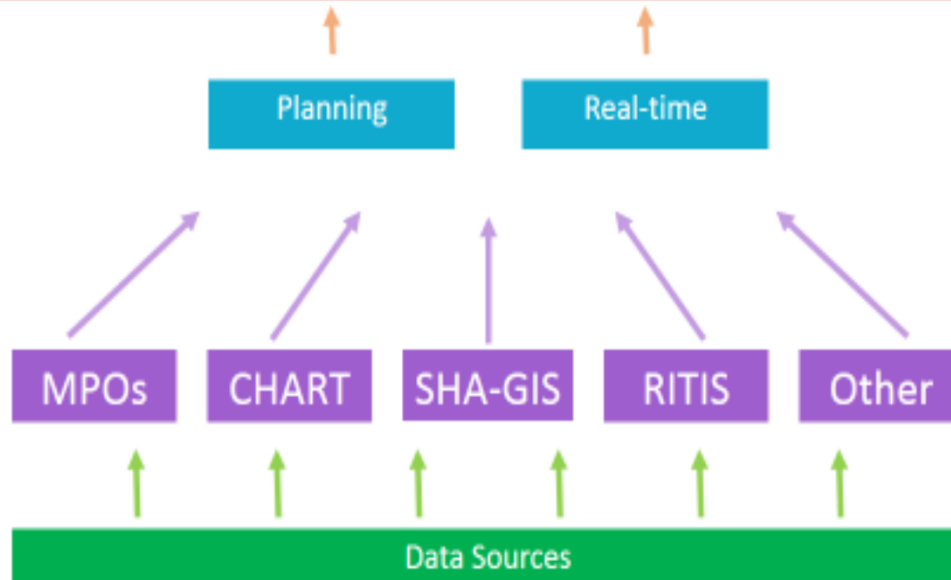 Planning
Real-time
MPOs
CHART
SHA-GIS
RITIS
Other
Data Sources